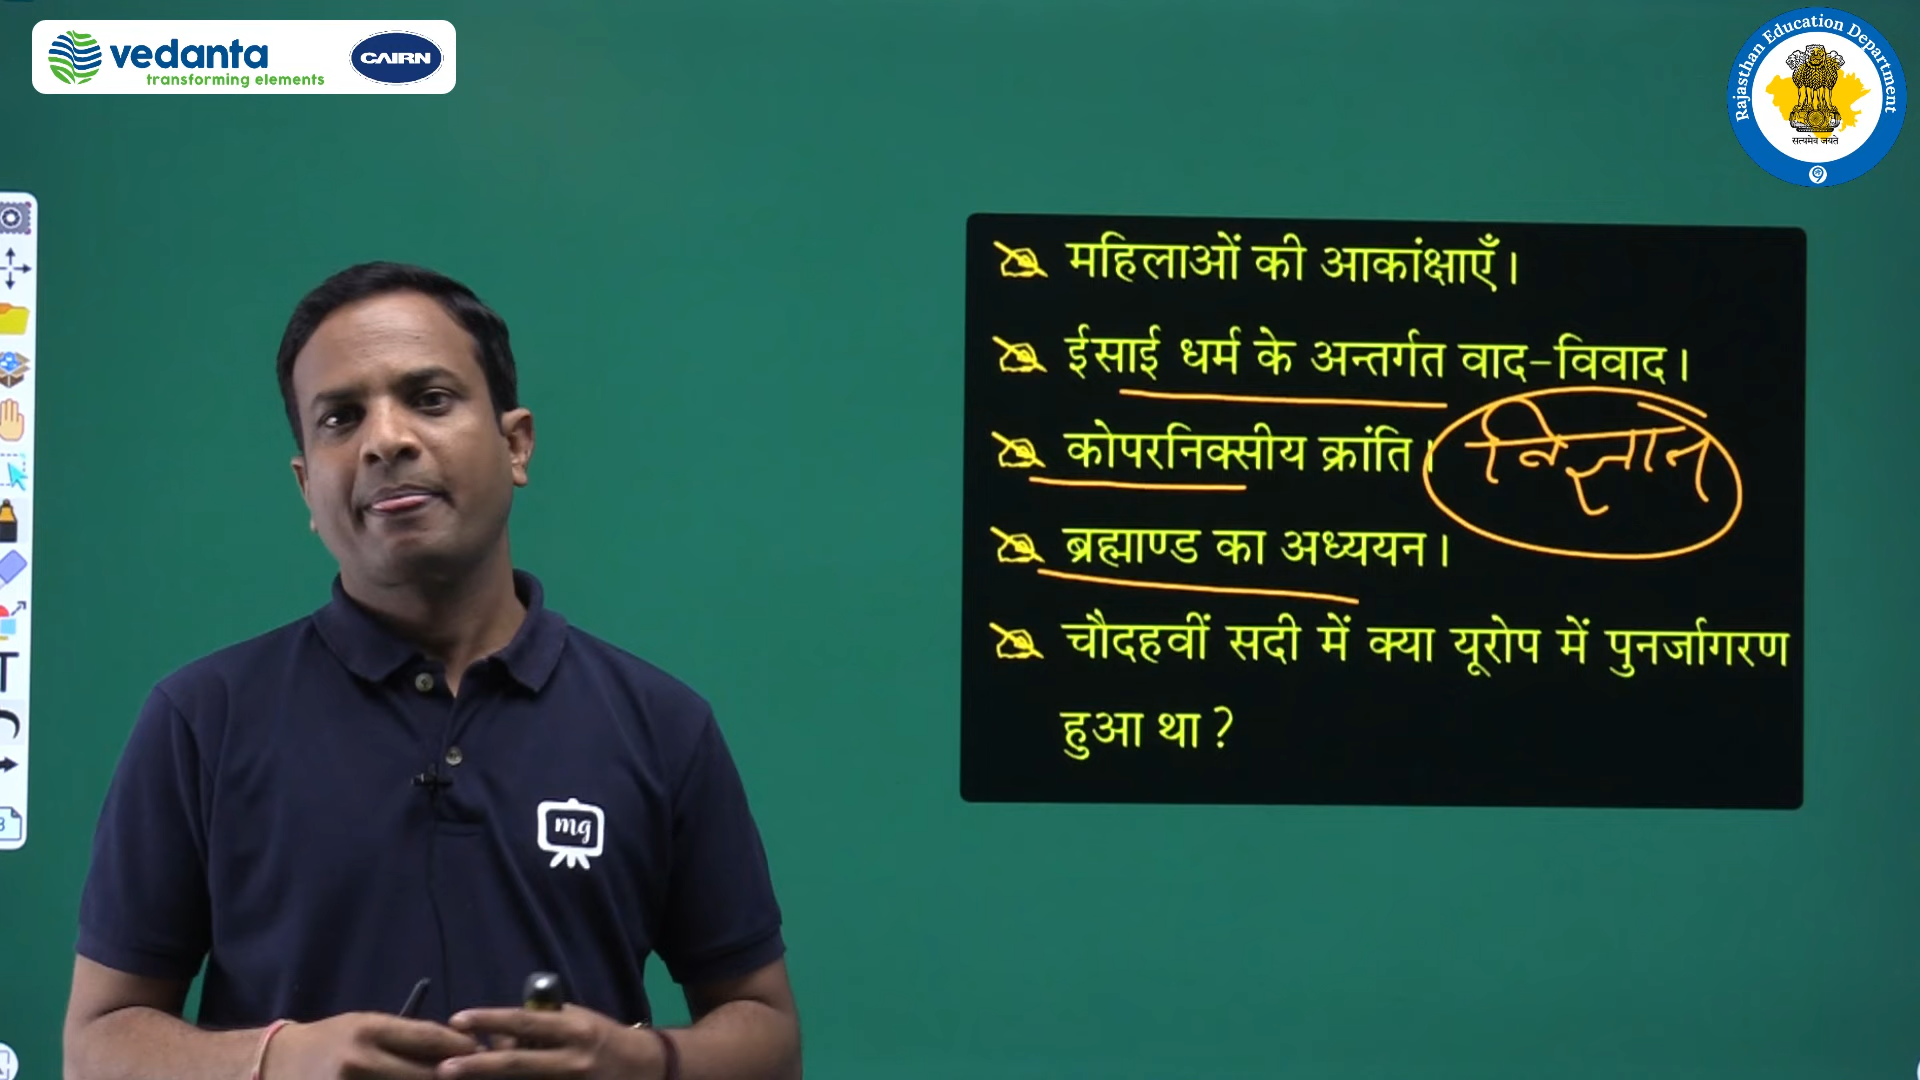 vedanta
transforming elements
CAIRN
Rajasthan Education Department
सत्यमेव जयते
महिलाओं की आकांक्षाएँ।
ईसाई धर्म के अन्तर्गत वाद-विवाद।
कोपरनिक्सीय क्रांति।
विज्ञान
ब्रह्माण्ड का अध्ययन।
चौदहवीं सदी में क्या यूरोप में पुनर्जागरण
हुआ था?
T
mg